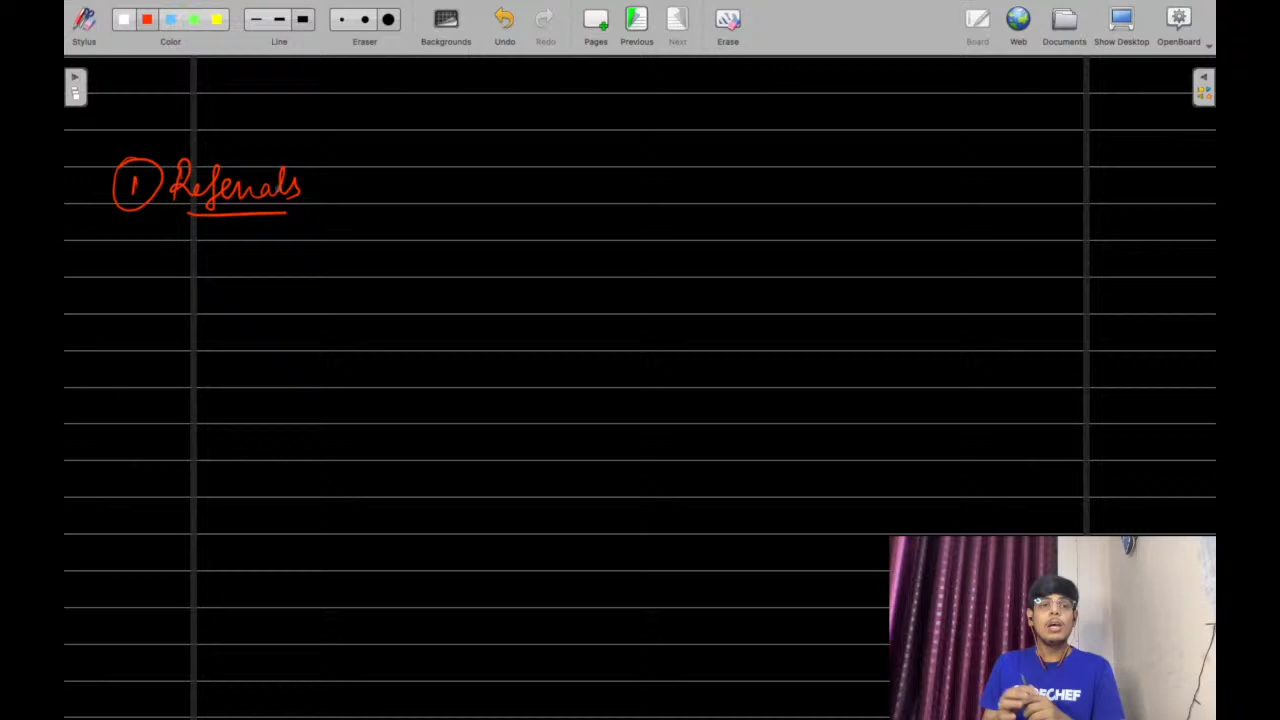 Stylus
Color
Line
Eraser
Backgrounds
Undo
Redo
Pages
Previous
Next
Erase
Board
Web
Documents
Show Desktop
OpenBoard
1 Referrals
CHEF